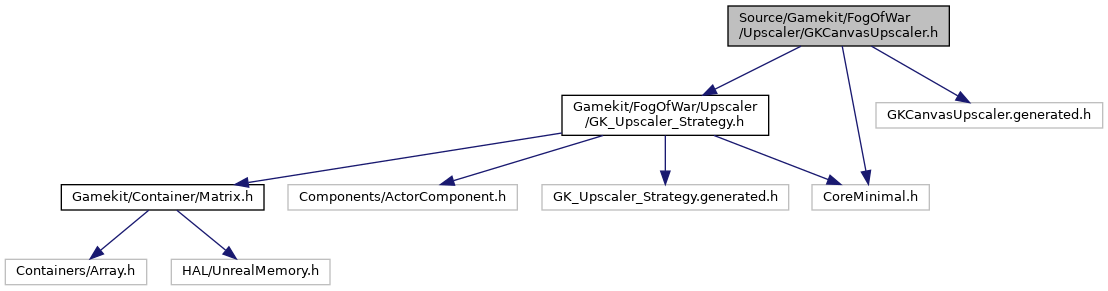 Source/Gamekit/FogOfWar
/Upscaler/GKCanvasUpscaler.h
Gamekit/FogOfWar/Upscaler
/GK_Upscaler_Strategy.h
GKCanvasUpscaler.generated.h
Gamekit/Container/Matrix.h
Components/ActorComponent.h
GK_Upscaler_Strategy.generated.h
CoreMinimal.h
Containers/Array.h
HAL/UnrealMemory.h